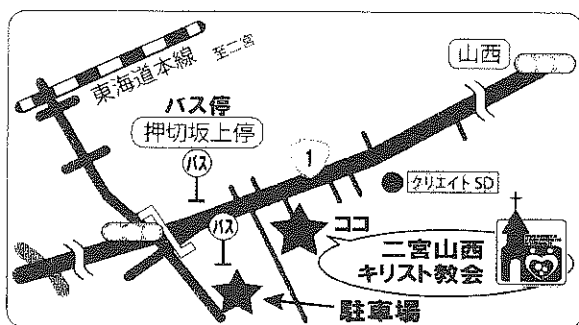 東海道本線 至二宮
山西
バス停
押切坂上停
バス
1
クリエイトSD
バス
ココ
二宮山西
キリスト教会
駐車場